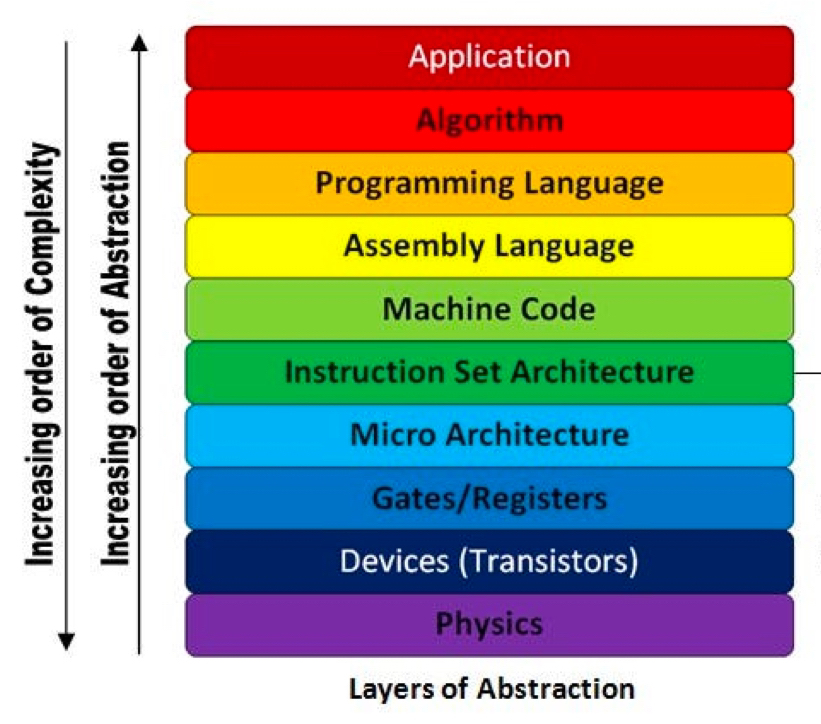 Increasing order of Complexity
Increasing order of Abstraction
Application
Algorithm
Programming Language
Assembly Language
Machine Code
Instruction Set Architecture
Micro Architecture
Gates/Registers
Devices (Transistors)
Physics
Layers of Abstraction